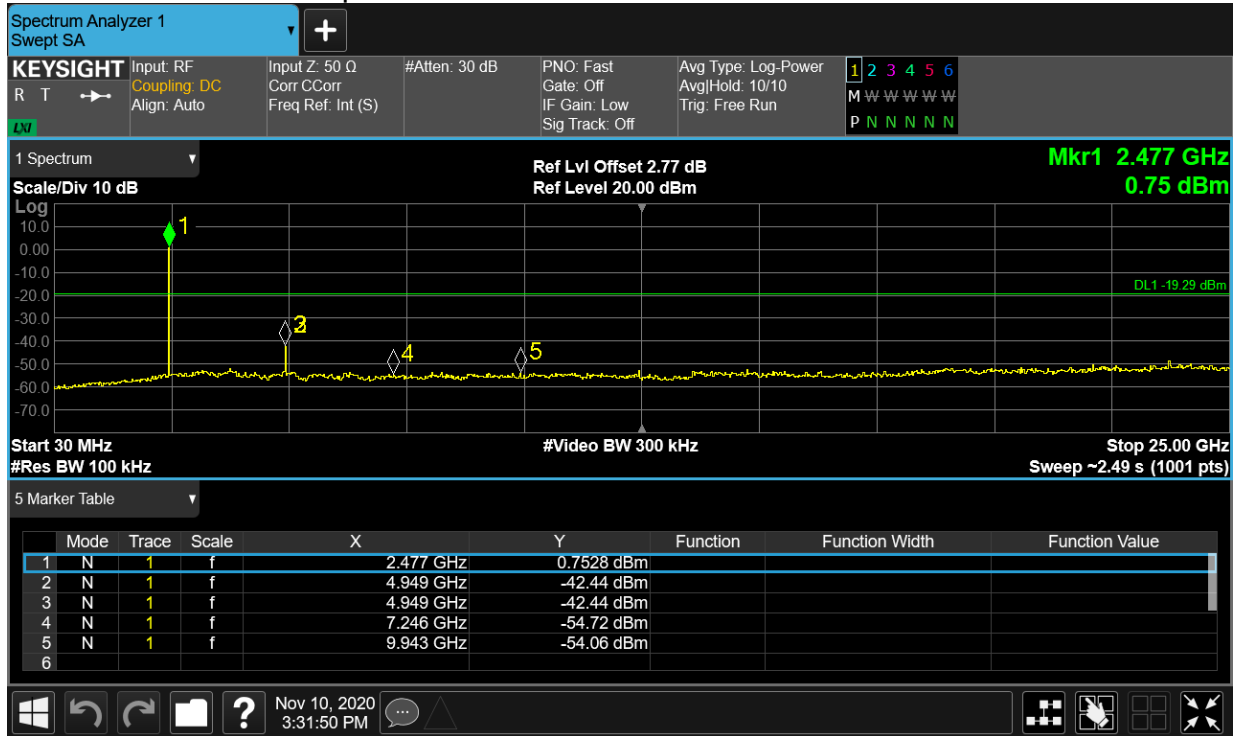 Spectrum Analyzer 1
Swept SA
KEYSIGHT Input: RF Input Z: 50 Ω #Atten: 30 dB PNO: Fast Avg Type: Log-Power 1 2 3 4 5 6
R T Coupling: DC Corr CCorr Gate: Off Avg|Hold: 10/10 M W W W W W
Align: Auto Freq Ref: Int (S) IF Gain: Low Trig: Free Run
LXI Sig Track: Off P N N N N N
1 Spectrum Ref Lvl Offset 2.77 dB Mkr1 2.477 GHz
Scale/Div 10 dB Ref Level 20.00 dBm 0.75 dBm
Log
10.0 1
0.00
-10.0
-20.0 DL1 -19.29 dBm
-30.0 3
-40.0 4 5
-50.0
-60.0
-70.0
Start 30 MHz #Video BW 300 kHz Stop 25.00 GHz
#Res BW 100 kHz Sweep ~2.49 s (1001 pts)
5 Marker Table
Mode Trace Scale X Y Function Function Width Function Value
1 N 1 f 2.477 GHz 0.7528 dBm
2 N 1 f 4.949 GHz -42.44 dBm
3 N 1 f 4.949 GHz -42.44 dBm
4 N 1 f 7.246 GHz -54.72 dBm
5 N 1 f 9.943 GHz -54.06 dBm
6
? Nov 10, 2020
3:31:50 PM